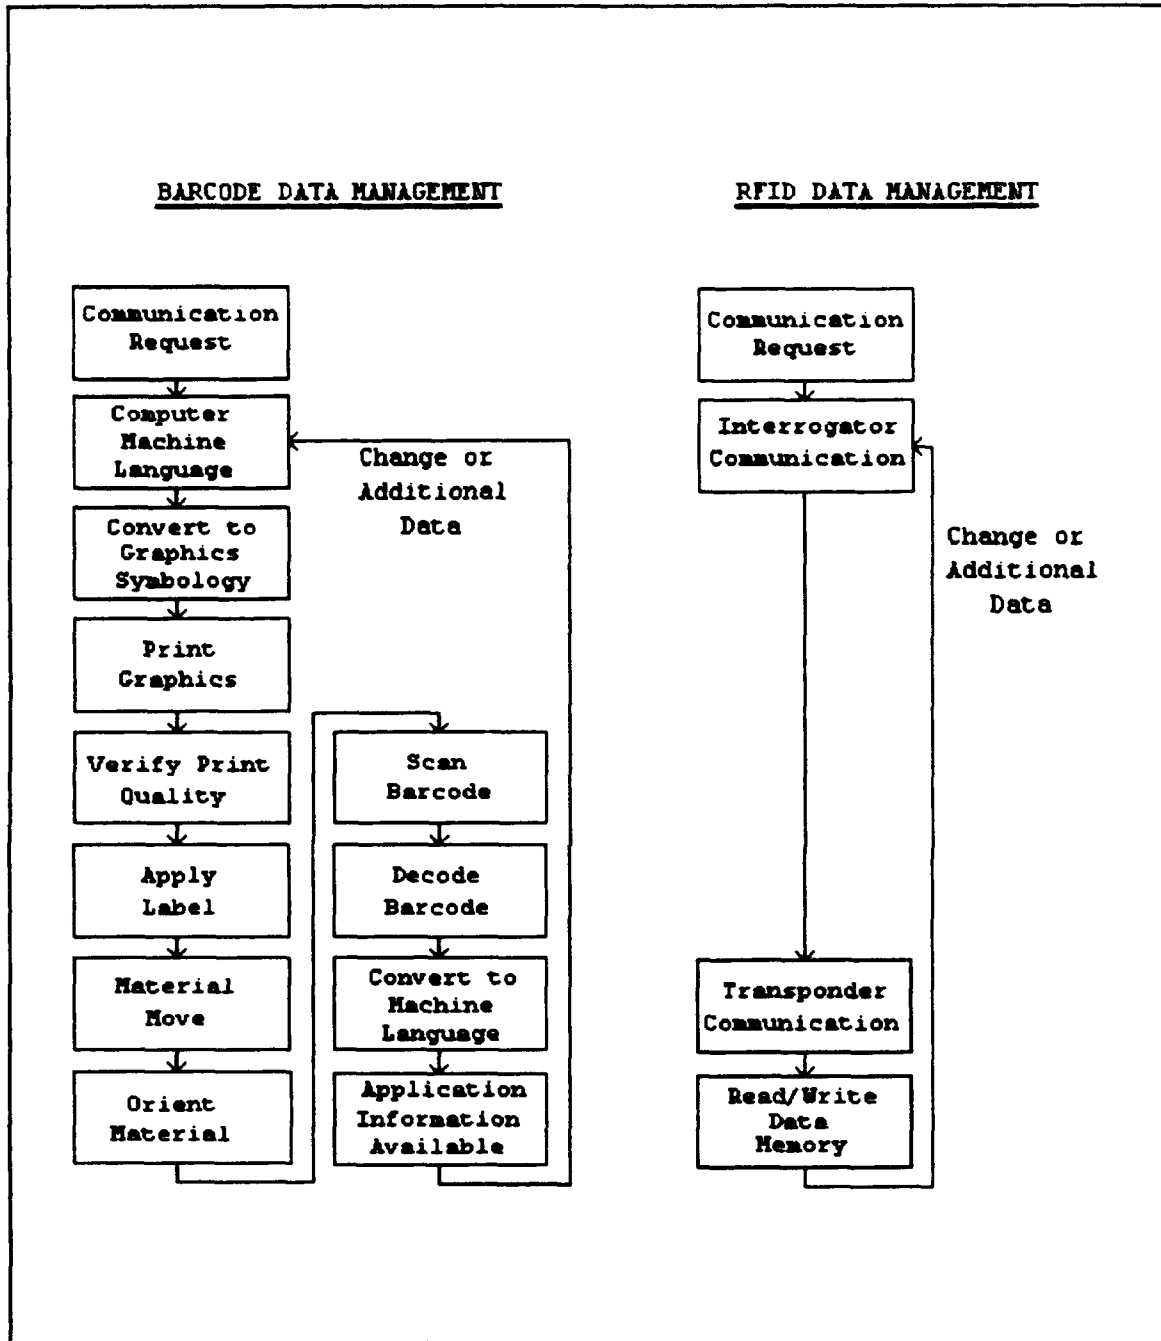 BARCODE DATA MANAGEMENT
Communication
Request
Computer
Machine
Language
Convert to
Graphics
Symbology
Print
Graphics
Verify Print
Quality
Apply
Label
Material
Move
Orient
Material
Scan
Barcode
Decode
Barcode
Convert to
Machine
Language
Application
Information
Available
Change or
Additional
Data
RFID DATA MANAGEMENT
Communication
Request
Interrogator
Communication
Transponder
Communication
Read/Write
Data
Memory
Change or
Additional
Data